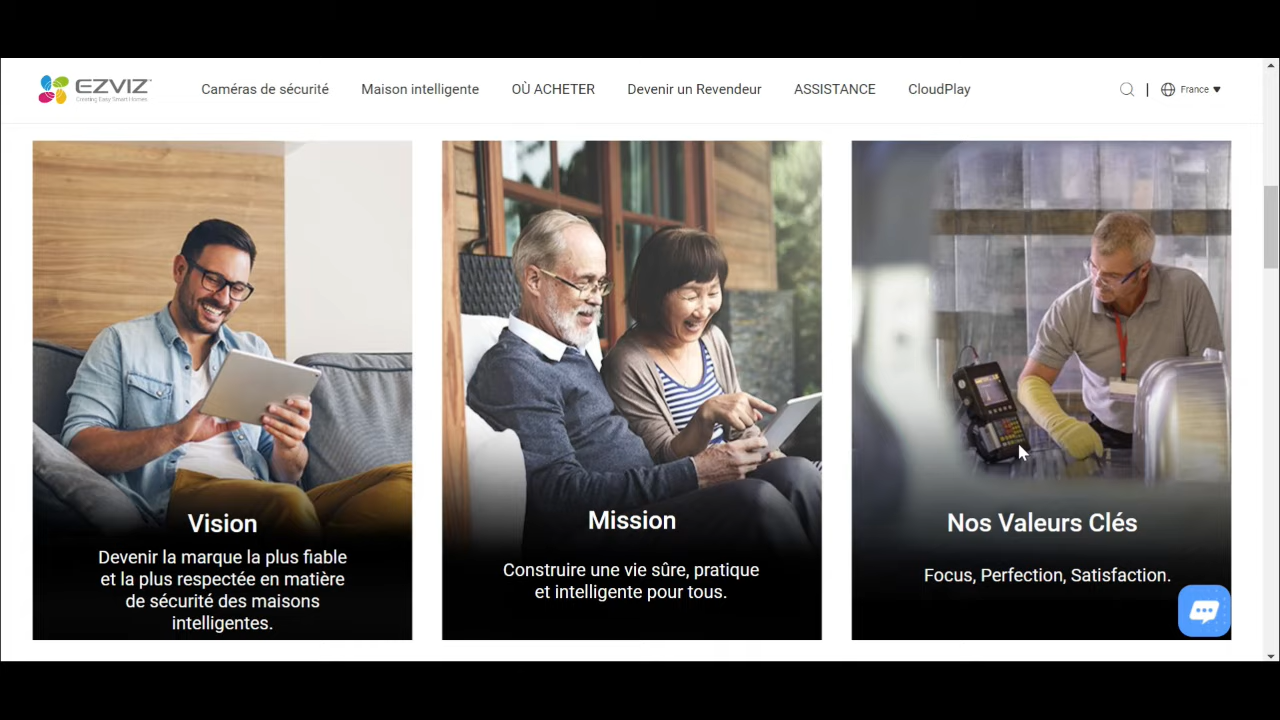 EZVIZ
Creating Easy Smart Homes
Caméras de sécurité
Maison intelligente
OÙ ACHETER
Devenir un Revendeur
ASSISTANCE
CloudPlay
France
Vision
Devenir la marque la plus fiable
et la plus respectée en matière
de sécurité des maisons
intelligentes.
Mission
Construire une vie sûre, pratique
et intelligente pour tous.
Nos Valeurs Clés
Focus, Perfection, Satisfaction.